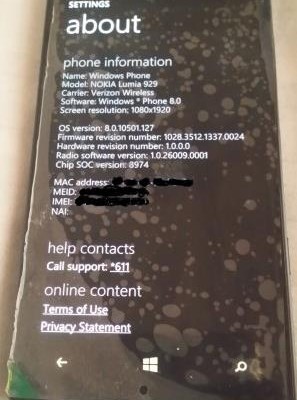 SETTINGS
about
phone information
Name: Windows Phone
Model: NOKIA Lumia 929
Carrier: Verizon Wireless
Software: Windows * Phone 8.0
Screen resolution: 1080x1920
OS version: 8.0.10501.127
Firmware revision number: 1028.3512.1337.0024
Hardware revision number: 1.0.0.0
Radio software version: 1.0.26009.0001
Chip SOC version: 8974
MAC address:
MEID:
IMEI:
NAI:
help contacts
Call support: *611
online content
Terms of Use
Privacy Statement